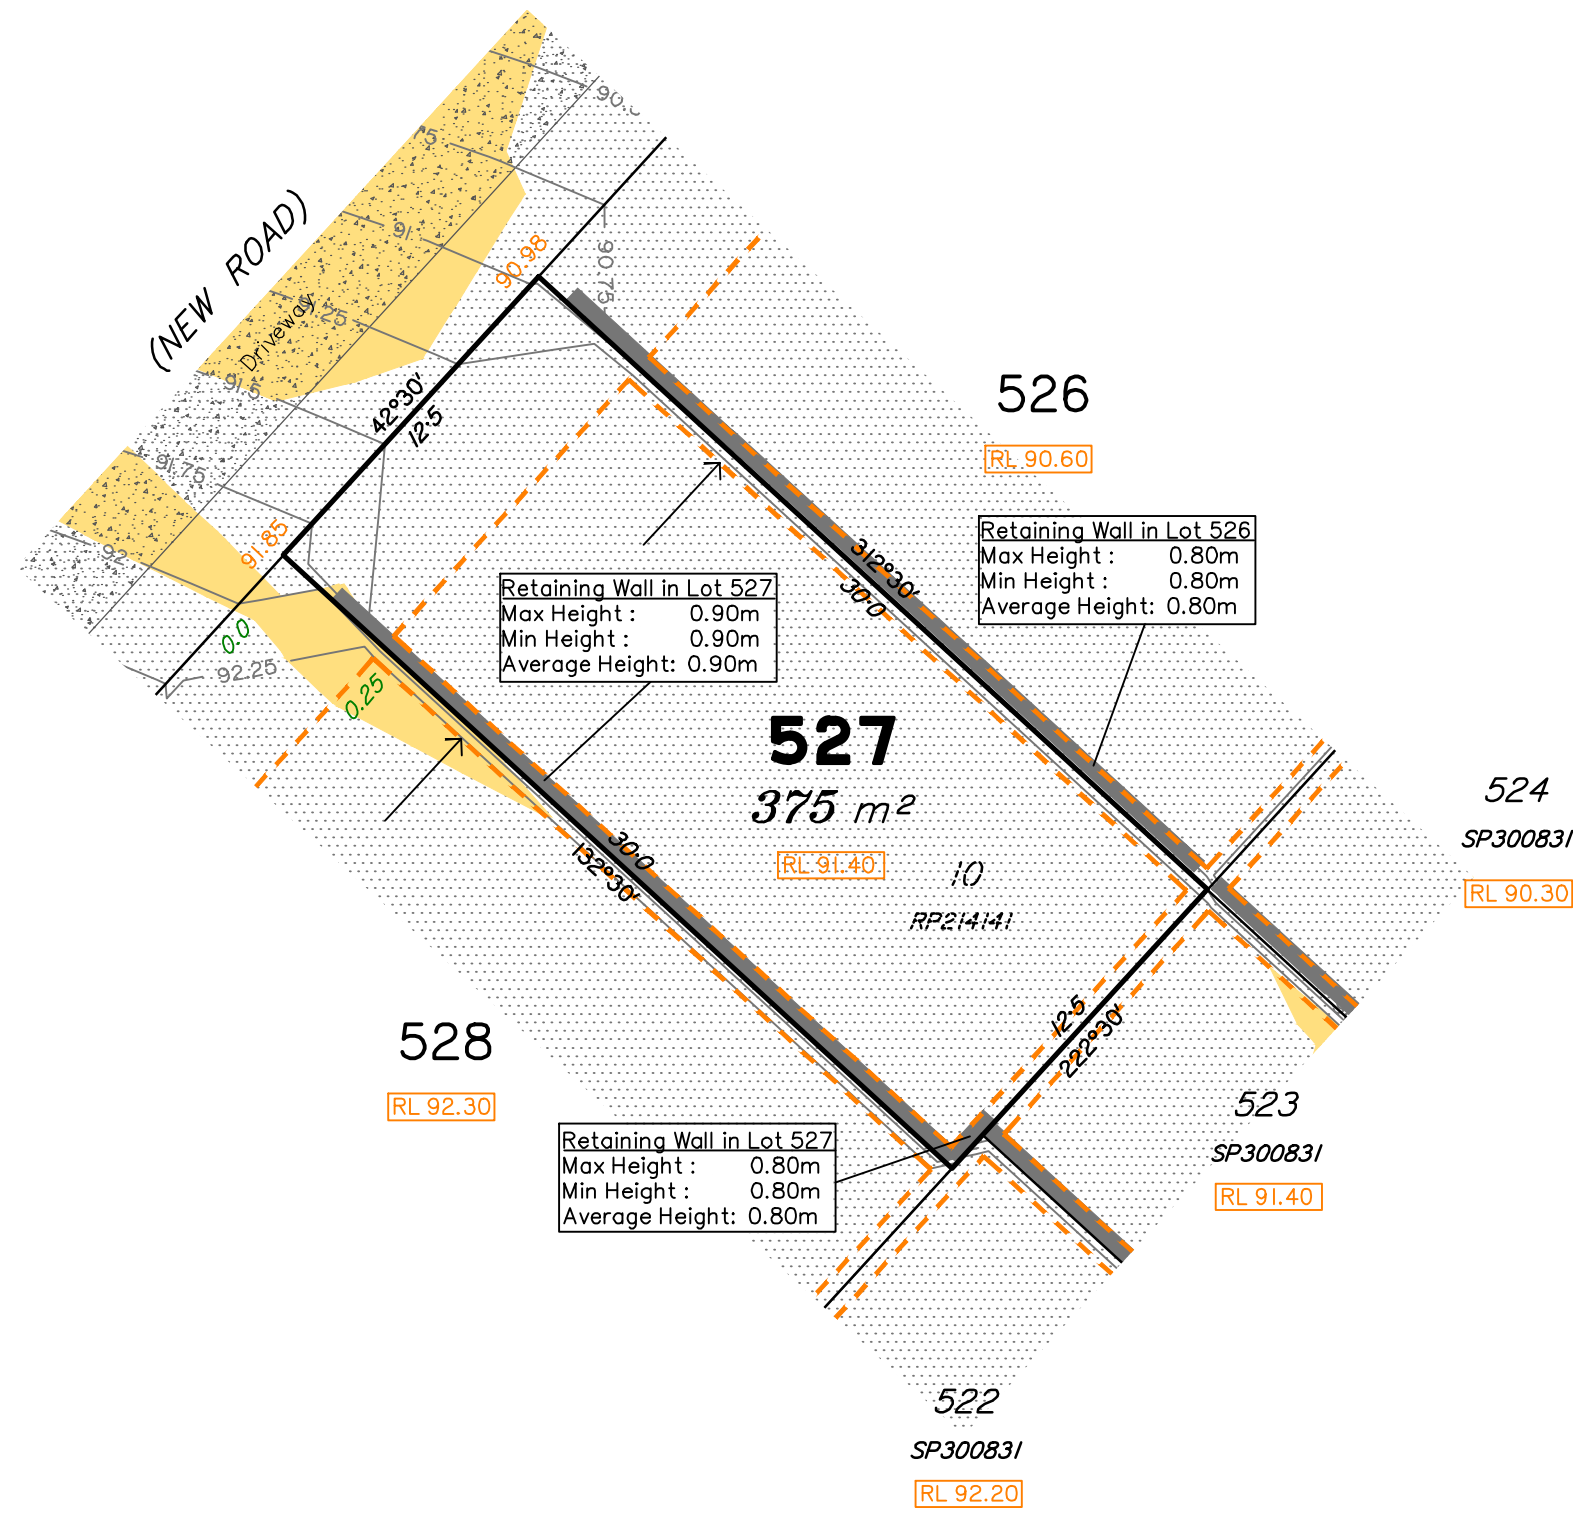 90.5
75
(NEW ROAD)
91
90.98
90.75
Driveway
91.25
91.5
42°30'
12·5
526
RL 90.60
91.75
91.85
92
Retaining Wall in Lot 526
Max Height : 0.80m
Min Height : 0.80m
Average Height: 0.80m
312°30'
30·0
Retaining Wall in Lot 527
Max Height : 0.90m
Min Height : 0.90m
Average Height: 0.90m
0.0
92.25
0.25
527
375 m²
RL 91.40
524
SP300831
RL 90.30
10
RP214141
30·0
132°30'
12·5
222°30'
528
RL 92.30
523
SP300831
RL 91.40
Retaining Wall in Lot 527
Max Height : 0.80m
Min Height : 0.80m
Average Height: 0.80m
522
SP300831
RL 92.20